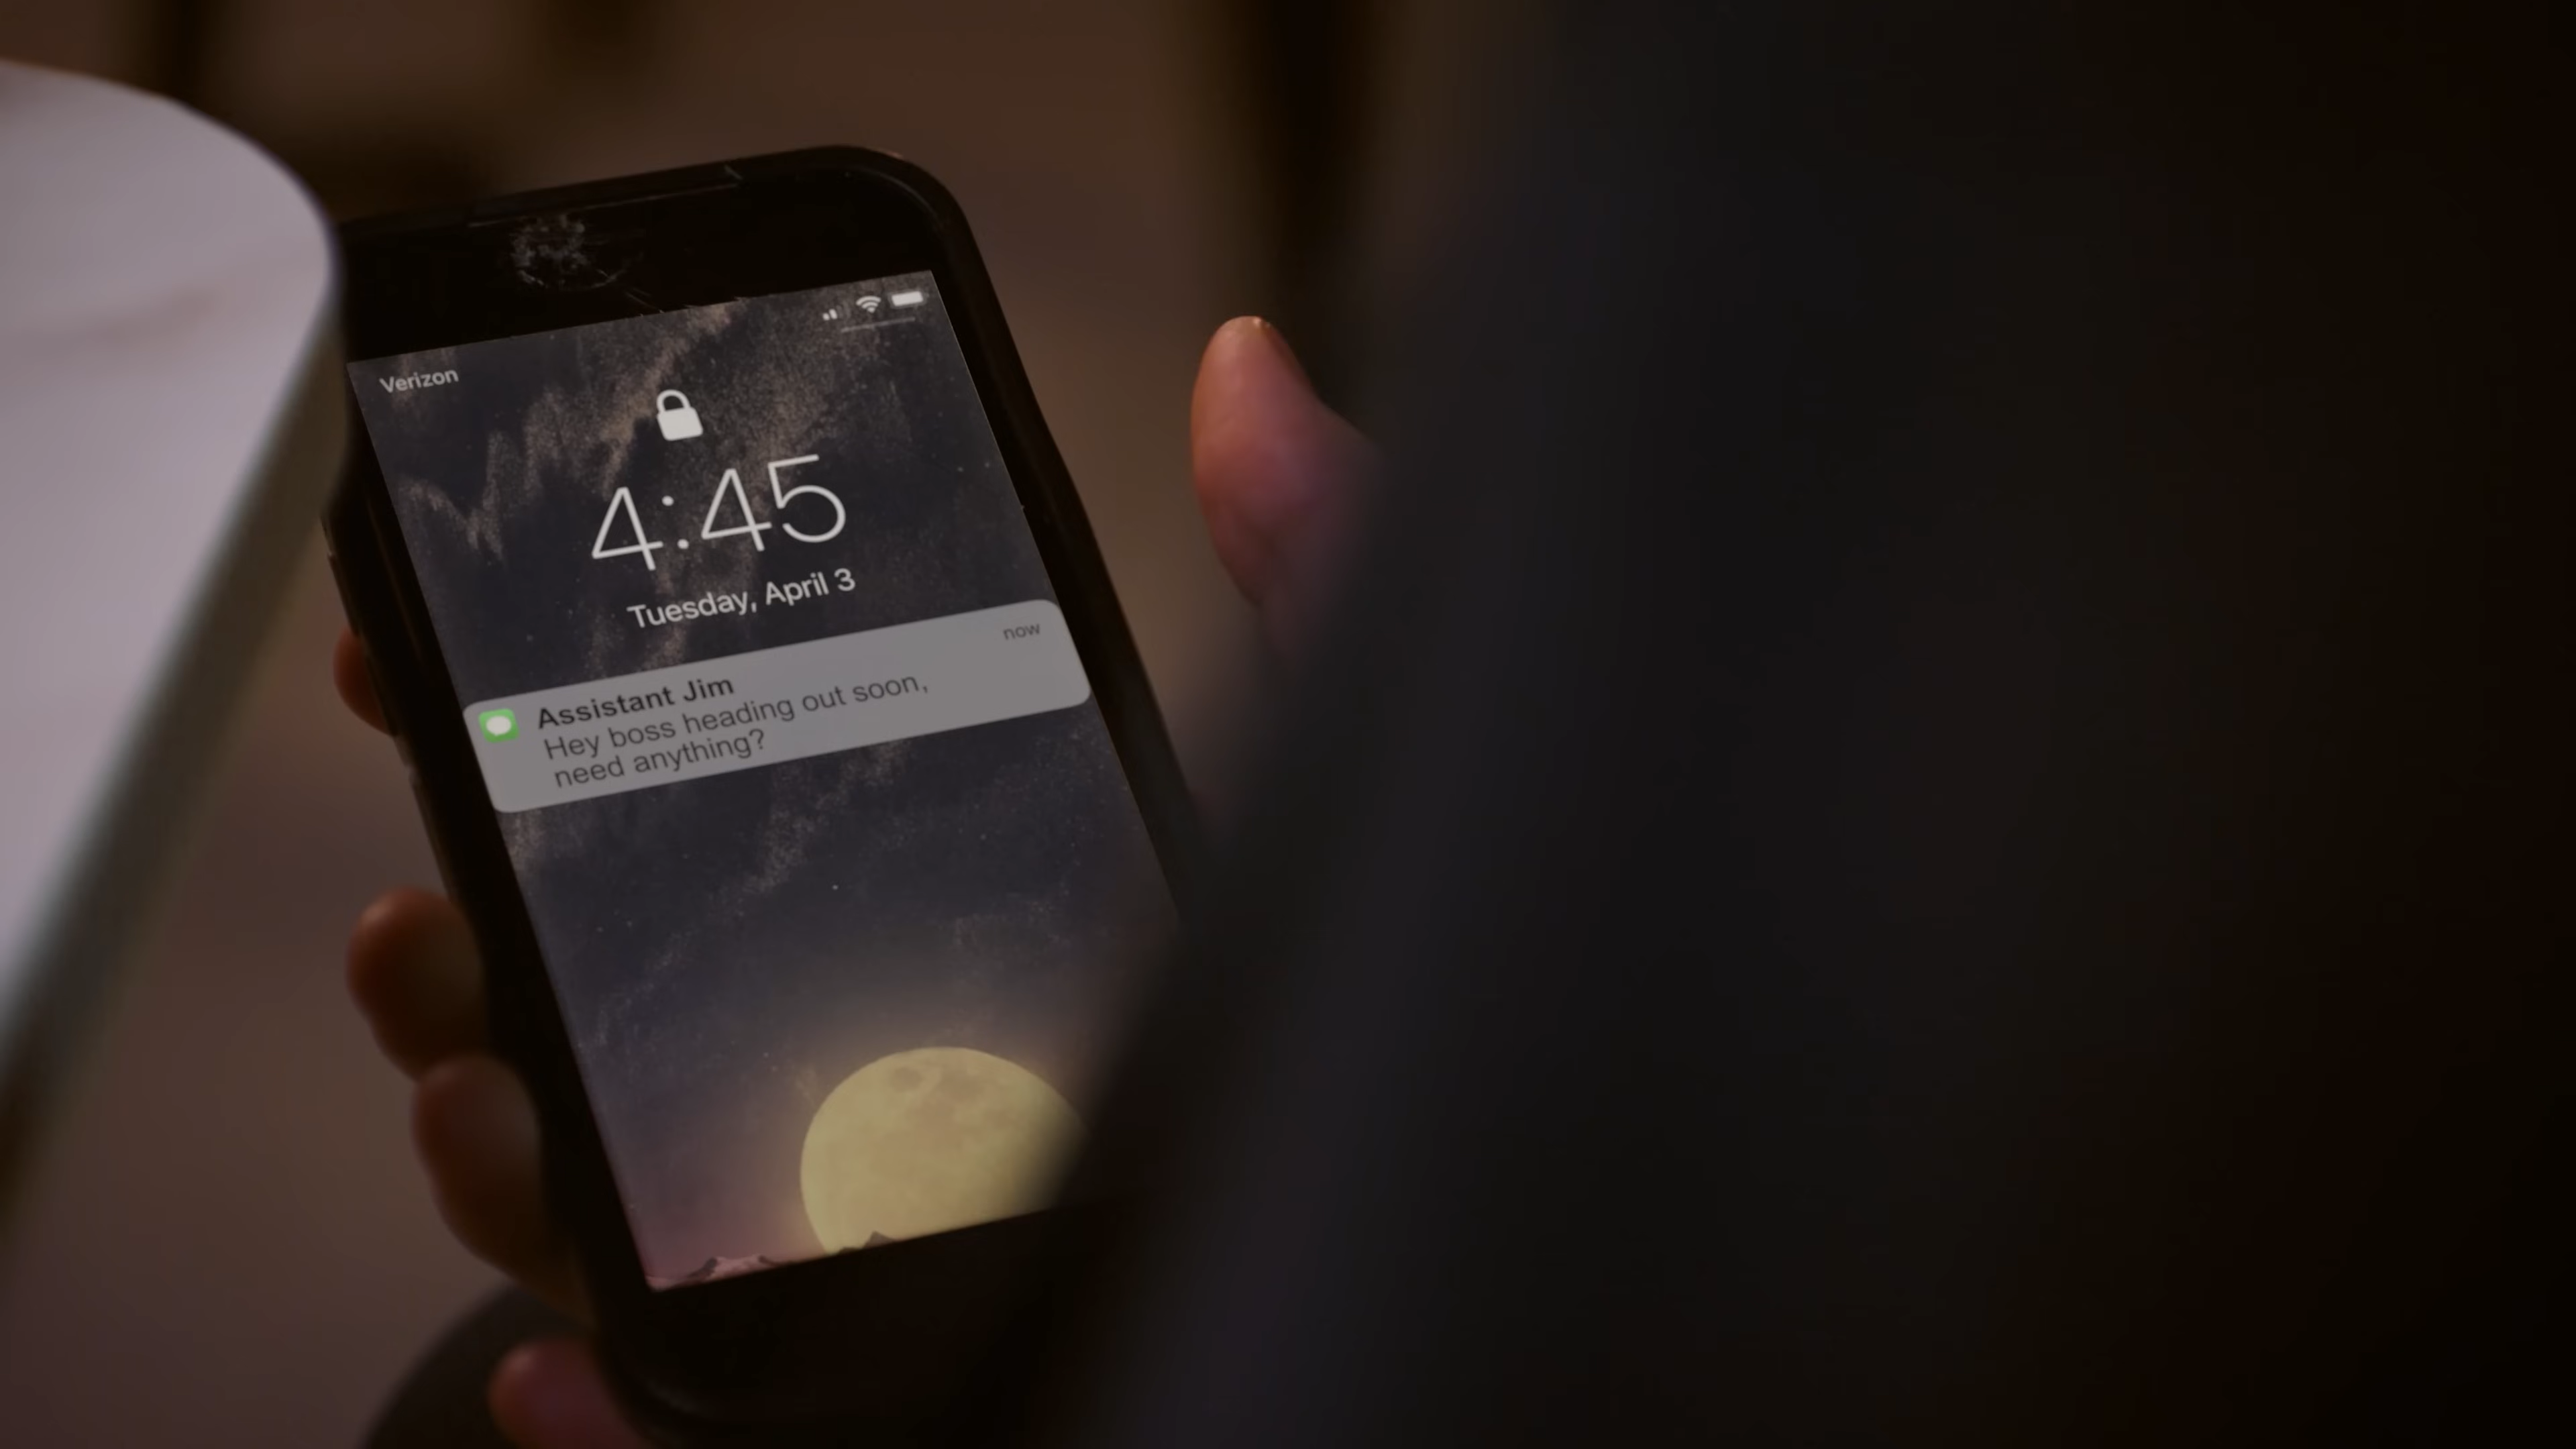 Verizon
4:45
Tuesday, April 3
now
Assistant Jim
Hey boss heading out soon,
need anything?